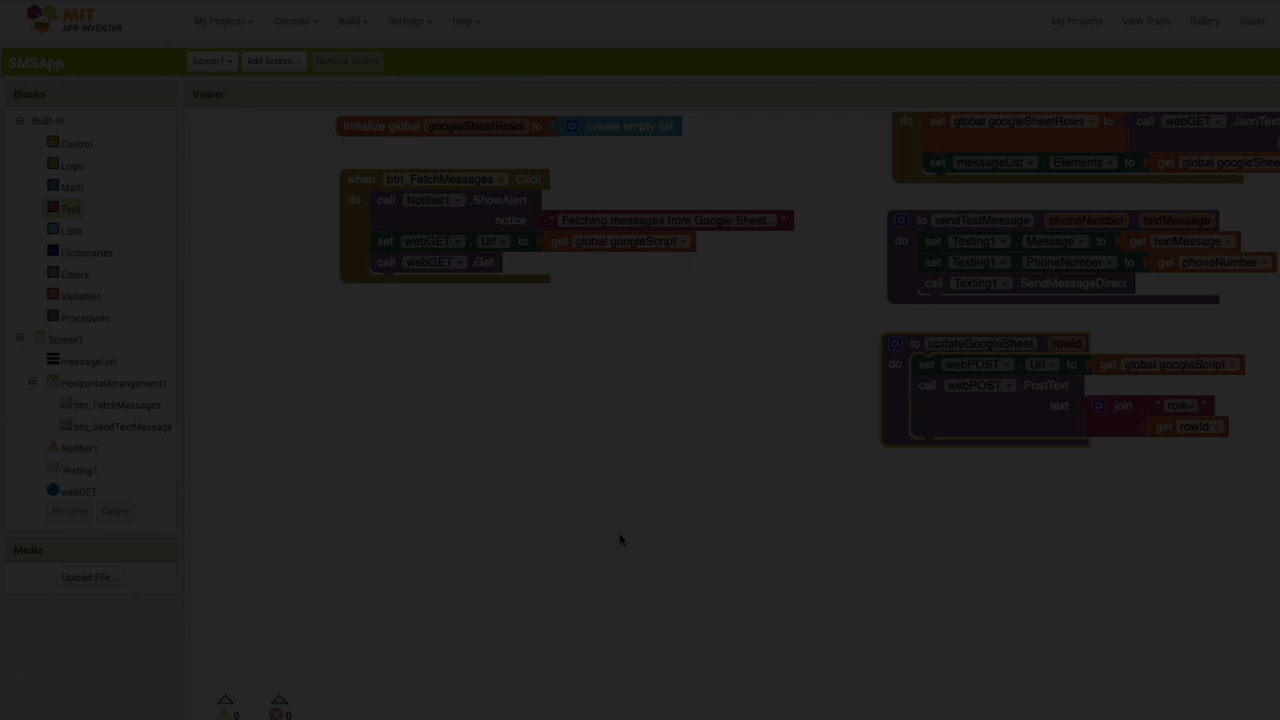 MIT
APP INVENTOR
My Projects
Connect
Build
Settings
Help
My Projects
View Trash
Gallery
Guide
SMSApp
Screen1
Add Screen ...
Remove Screen
Blocks
Built-in
Control
Logic
Math
Text
Lists
Dictionaries
Colors
Variables
Procedures
Screen1
messageList
HorizontalArrangement1
btn_FetchMessages
btn_SendTextMessage
Notifier1
Texting1
webGET
Rename
Delete
Media
Upload File ...
Viewer
initialize global googleSheetRows to create empty list
when btn_FetchMessages .Click
do call Notifier1 .ShowAlert
notice " Fetching messages from Google Sheet.. "
set webGET . Url to get global googleScript
call webGET .Get
do set global googleSheetRows to call webGET .JsonText
set messageList . Elements to get global googleShee
to sendTextMessage phoneNumber textMessage
do set Texting1 . Message to get textMessage
set Texting1 . PhoneNumber to get phoneNumber
call Texting1 .SendMessageDirect
to updateGoogleSheet rowId
do set webPOST . Url to get global googleScript
call webPOST .PostText
text join " row= "
get rowId
0
0